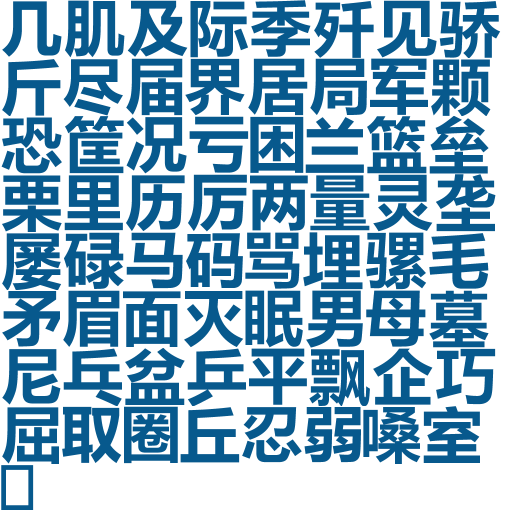 几肌及际季歼见骄
斤尽届界居局军颗
恐筐况亏困兰篮垒
栗里历厉两量灵垄
屡碌马码骂埋骡毛
矛眉面灭眠男母墓
尼乓盆乒平飘企巧
屈取圈丘忍弱嗓室